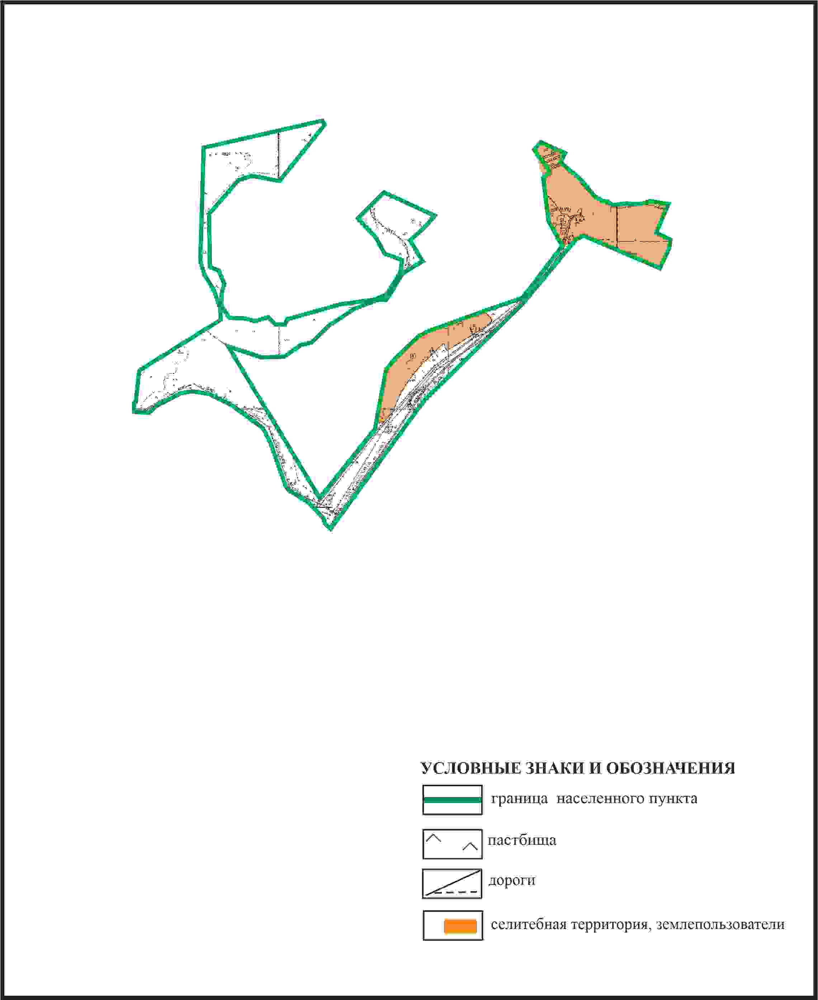 УСЛОВНЫЕ ЗНАКИ И ОБОЗНАЧЕНИЯ
граница населенного пункта
пастбища
дороги
селитебная территория, землепользователи